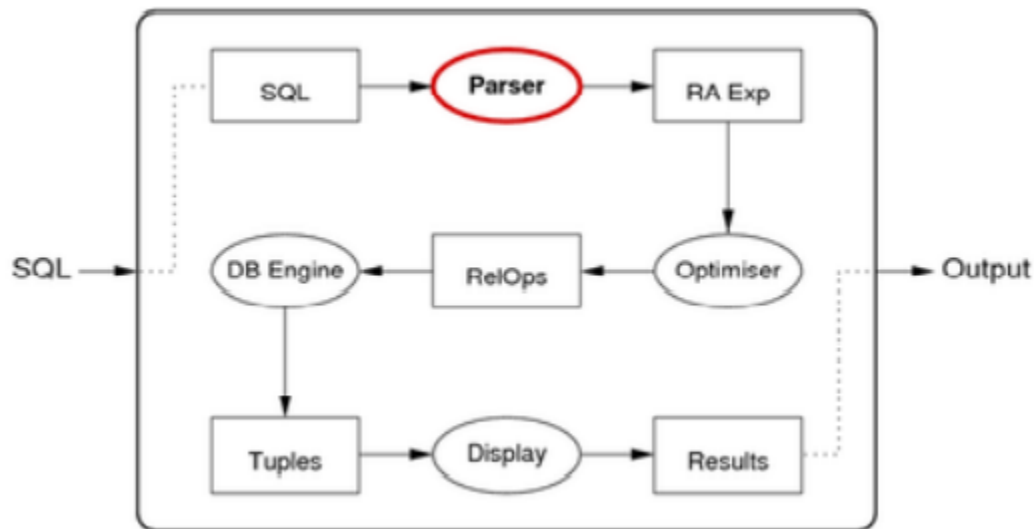 SQL
Parser
RA Exp
SQL
DB Engine
RelOps
Optimiser
Output
Tuples
Display
Results